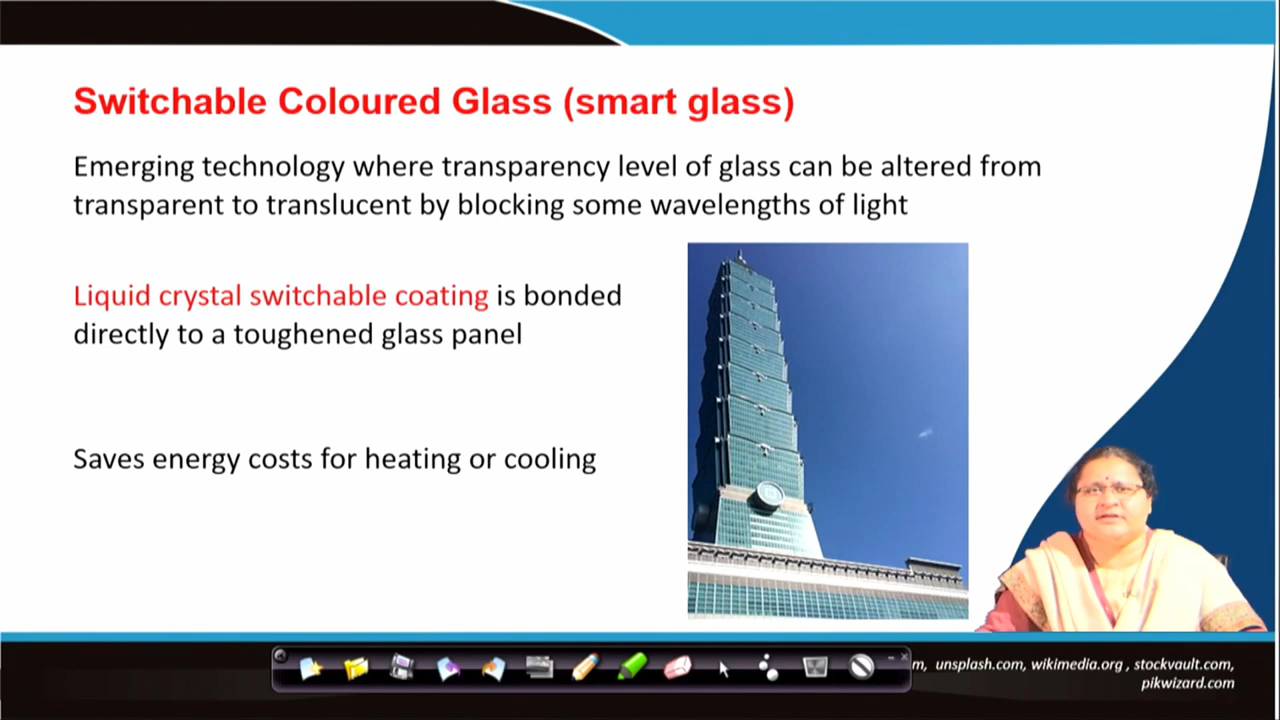 Switchable Coloured Glass (smart glass)
Emerging technology where transparency level of glass can be altered from
transparent to translucent by blocking some wavelengths of light
Liquid crystal switchable coating is bonded
directly to a toughened glass panel
Saves energy costs for heating or cooling
unsplash.com, wikimedia.org , stockvault.com,
pikwizard.com